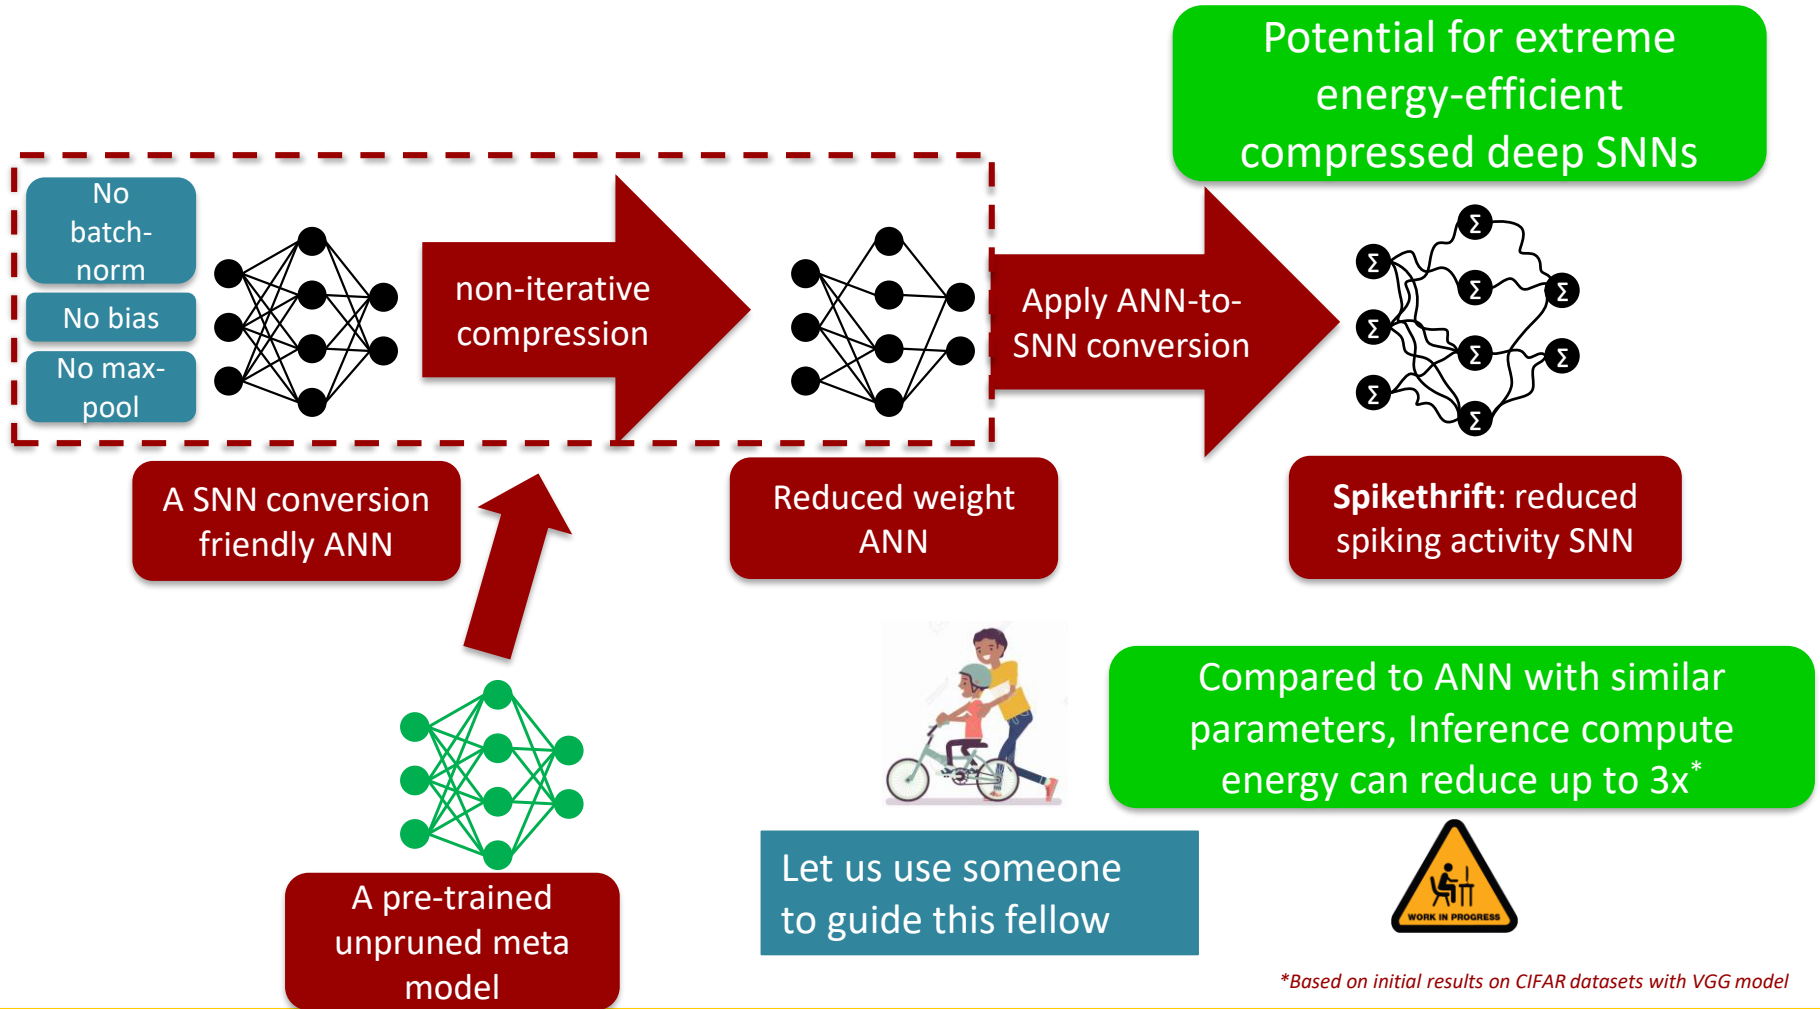 Potential for extreme
energy-efficient
compressed deep SNNs
No
batch-
norm
No bias
No max-
pool
non-iterative
compression
Apply ANN-to-
SNN conversion
Σ
Σ
Σ
Σ
Σ
Σ
Σ
Σ
Σ
A SNN conversion
friendly ANN
Reduced weight
ANN
Spikethrift: reduced
spiking activity SNN
Compared to ANN with similar
parameters, Inference compute
energy can reduce up to 3x*
Let us use someone
to guide this fellow
WORK IN PROGRESS
A pre-trained
unpruned meta
model
*Based on initial results on CIFAR datasets with VGG model